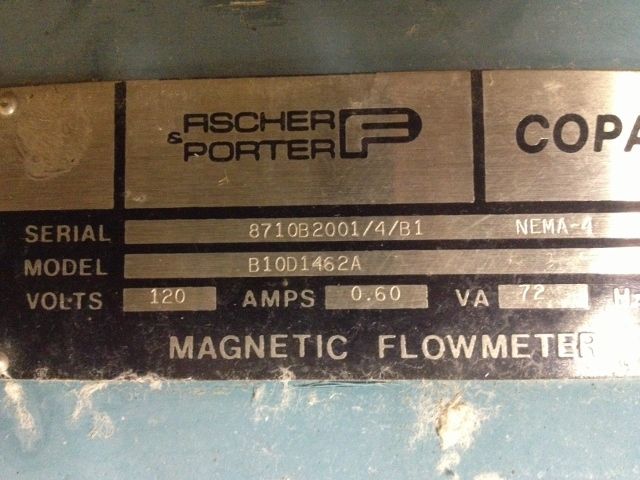 FISCHER
& PORTER FP
COPA
SERIAL 8710B2001/4/B1 NEMA-4
MODEL B10D1462A
VOLTS 120 AMPS 0.60 VA 72 H
MAGNETIC FLOWMETER